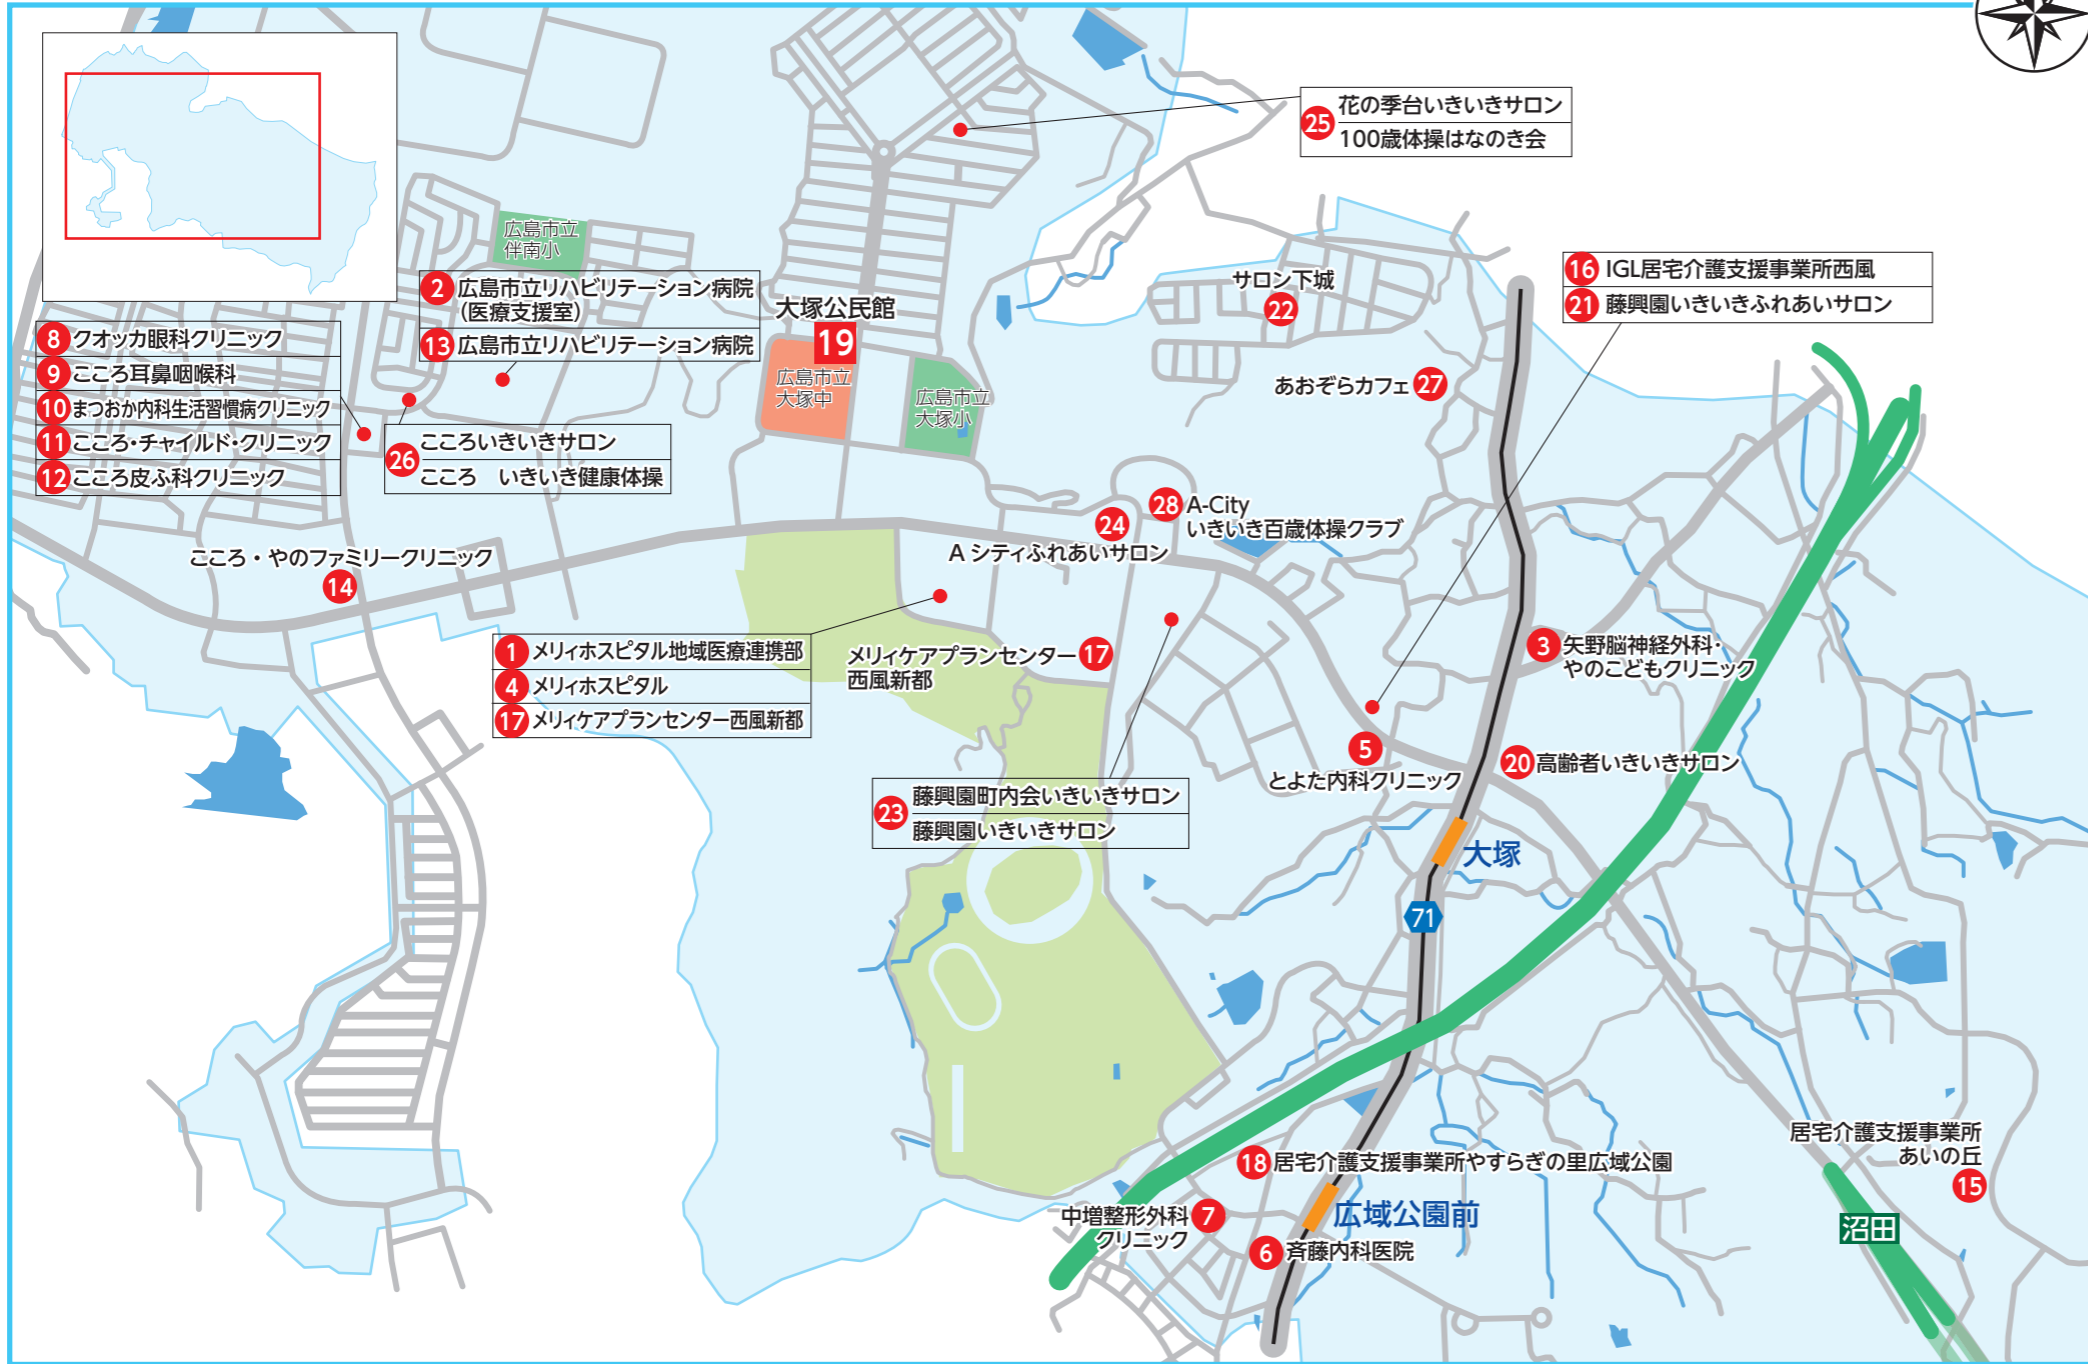 25
花の季台いきいきサロン
100歳体操はなのき会
広島市立
伴南小
2 広島市立リハビリテーション病院
(医療支援室)
13 広島市立リハビリテーション病院
大塚公民館
19
広島市立
大塚中
広島市立
大塚小
サロン下城
22
16 IGL居宅介護支援事業所西風
21 藤興園いきいきふれあいサロン
8 クオッカ眼科クリニック
9 こころ耳鼻咽喉科
10 まつおか内科生活習慣病クリニック
11 こころ・チャイルド・クリニック
12 こころ皮ふ科クリニック
あおぞらカフェ 27
26
こころいきいきサロン
こころ　いきいき健康体操
28 A-City
いきいき百歳体操クラブ
24
A シティふれあいサロン
こころ・やのファミリークリニック
14
1 メリィホスピタル地域医療連携部
4 メリィホスピタル
17 メリィケアプランセンター西風新都
メリィケアプランセンター 17
西風新都
3 矢野脳神経外科・
やのこどもクリニック
5
とよた内科クリニック
20 高齢者いきいきサロン
23
藤興園町内会いきいきサロン
藤興園いきいきサロン
大塚
71
居宅介護支援事業所
あいの丘
15
18 居宅介護支援事業所やすらぎの里広域公園
中増整形外科 7
クリニック
広域公園前
6 斉藤内科医院
沼田